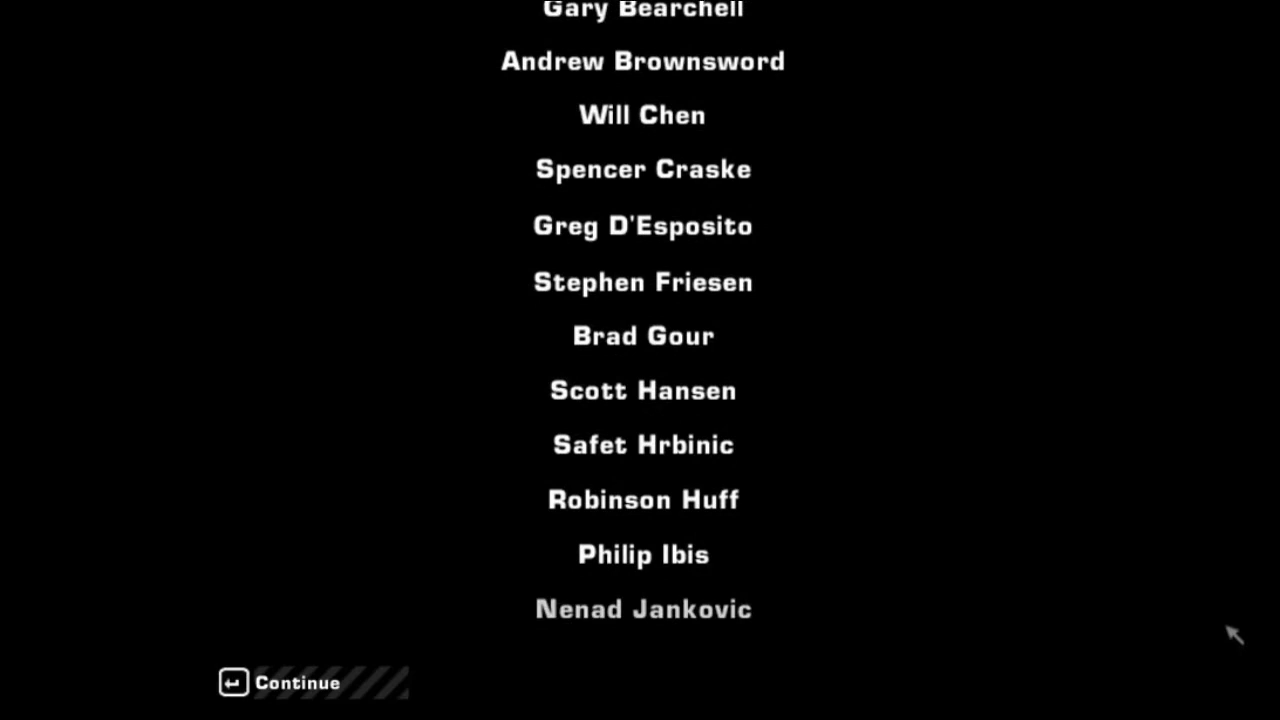 Gary Bearchell
Andrew Brownsword
Will Chen
Spencer Craske
Greg D'Esposito
Stephen Friesen
Brad Gour
Scott Hansen
Safet Hrbinic
Robinson Huff
Philip Ibis
Nenad Jankovic
Continue